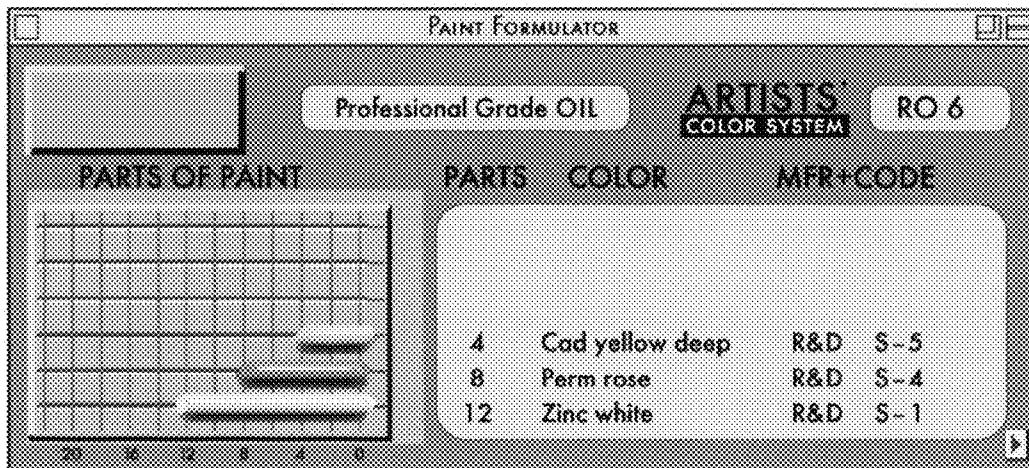 PAINT FORMULATOR
Professional Grade OIL
ARTISTS'
COLOR SYSTEM
RO 6
PARTS OF PAINT
PARTS COLOR MFR+CODE
4 Cad yellow deep R&D S-5
8 Perm rose R&D S-4
12 Zinc white R&D S-1
20 16 12 8 4 0